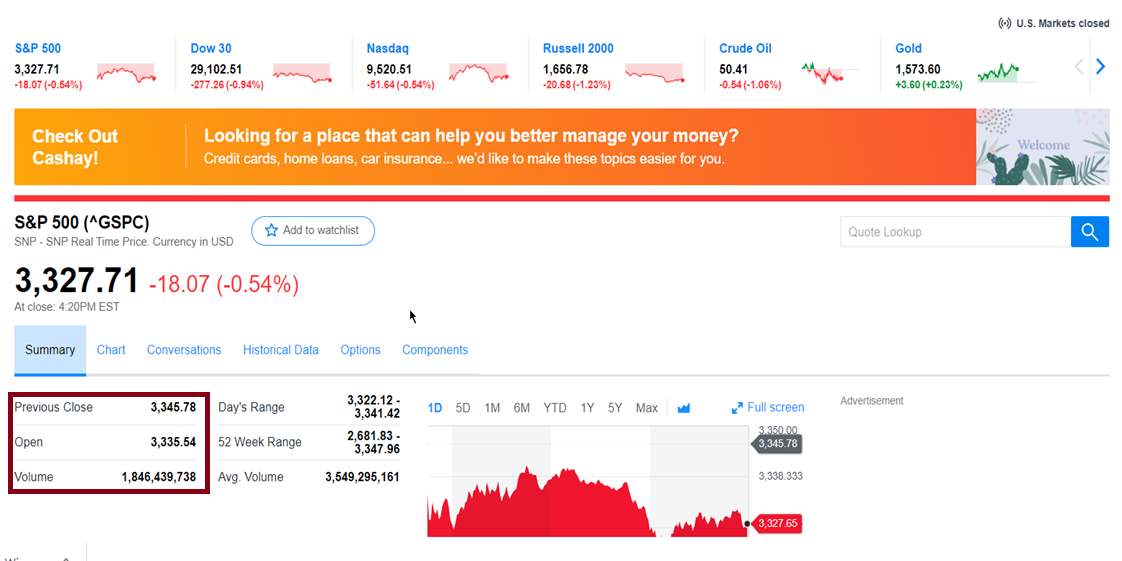 U.S. Markets closed
S&P 500 Dow 30 Nasdaq Russell 2000 Crude Oil Gold
3,327.71 29,102.51 9,520.51 1,656.78 50.41 1,573.60
-18.07 (-0.54%) -277.26 (-0.94%) -51.64 (-0.54%) -20.68 (-1.23%) -0.54 (-1.06%) +3.60 (+0.23%)
Check Out
Cashay!
Looking for a place that can help you better manage your money?
Credit cards, home loans, car insurance... we'd like to make these topics easier for you.
Welcome
S&P 500 (^GSPC)
SNP - SNP Real Time Price. Currency in USD
Add to watchlist
Quote Lookup
3,327.71 -18.07 (-0.54%)
At close: 4:20PM EST
Summary Chart Conversations Historical Data Options Components
Previous Close 3,345.78
Open 3,335.54
Volume 1,846,439,738
Day's Range 3,322.12 -
3,341.42
52 Week Range 2,681.83 -
3,347.96
Avg. Volume 3,549,295,161
1D 5D 1M 6M YTD 1Y 5Y Max Full screen
3,350.00
3,345.78
3,338.333
3,327.65
Advertisement